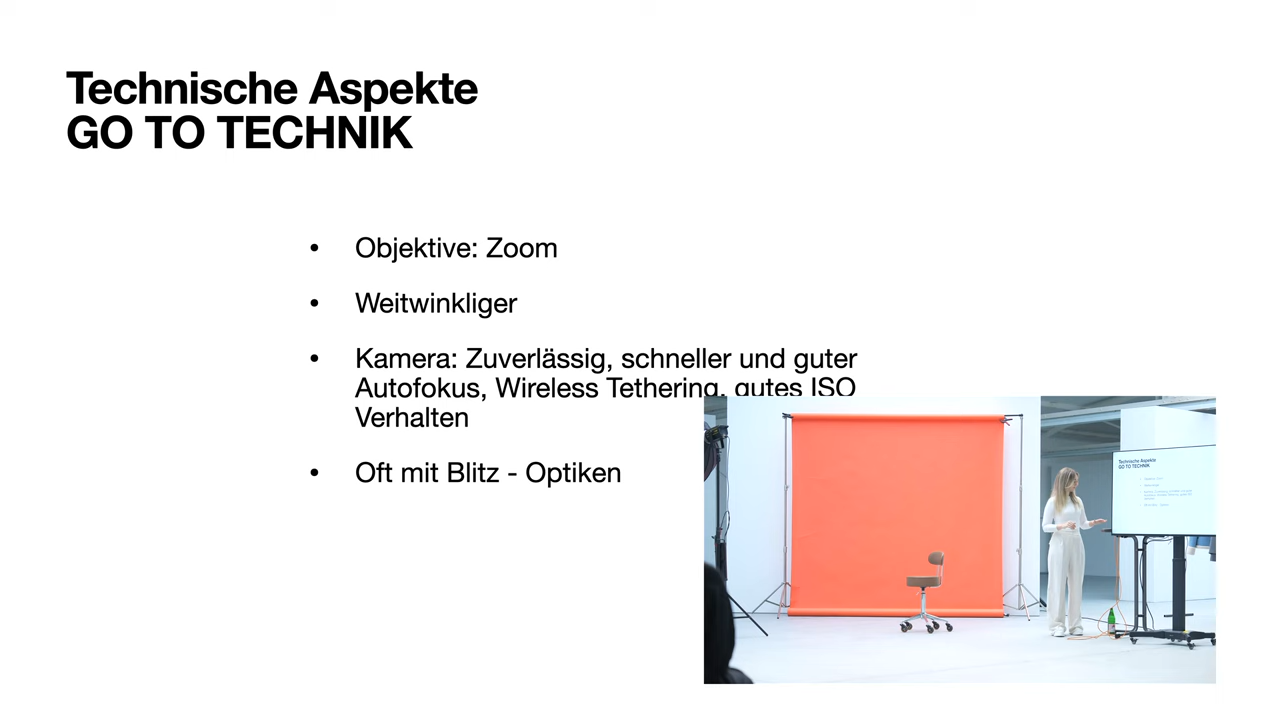 Technische Aspekte
GO TO TECHNIK
• Objektive: Zoom
• Weitwinkliger
• Kamera: Zuverlässig, schneller und guter
Autofokus, Wireless Tethering, gutes ISO
Verhalten
• Oft mit Blitz - Optiken
Technische Aspekte
GO TO TECHNIK